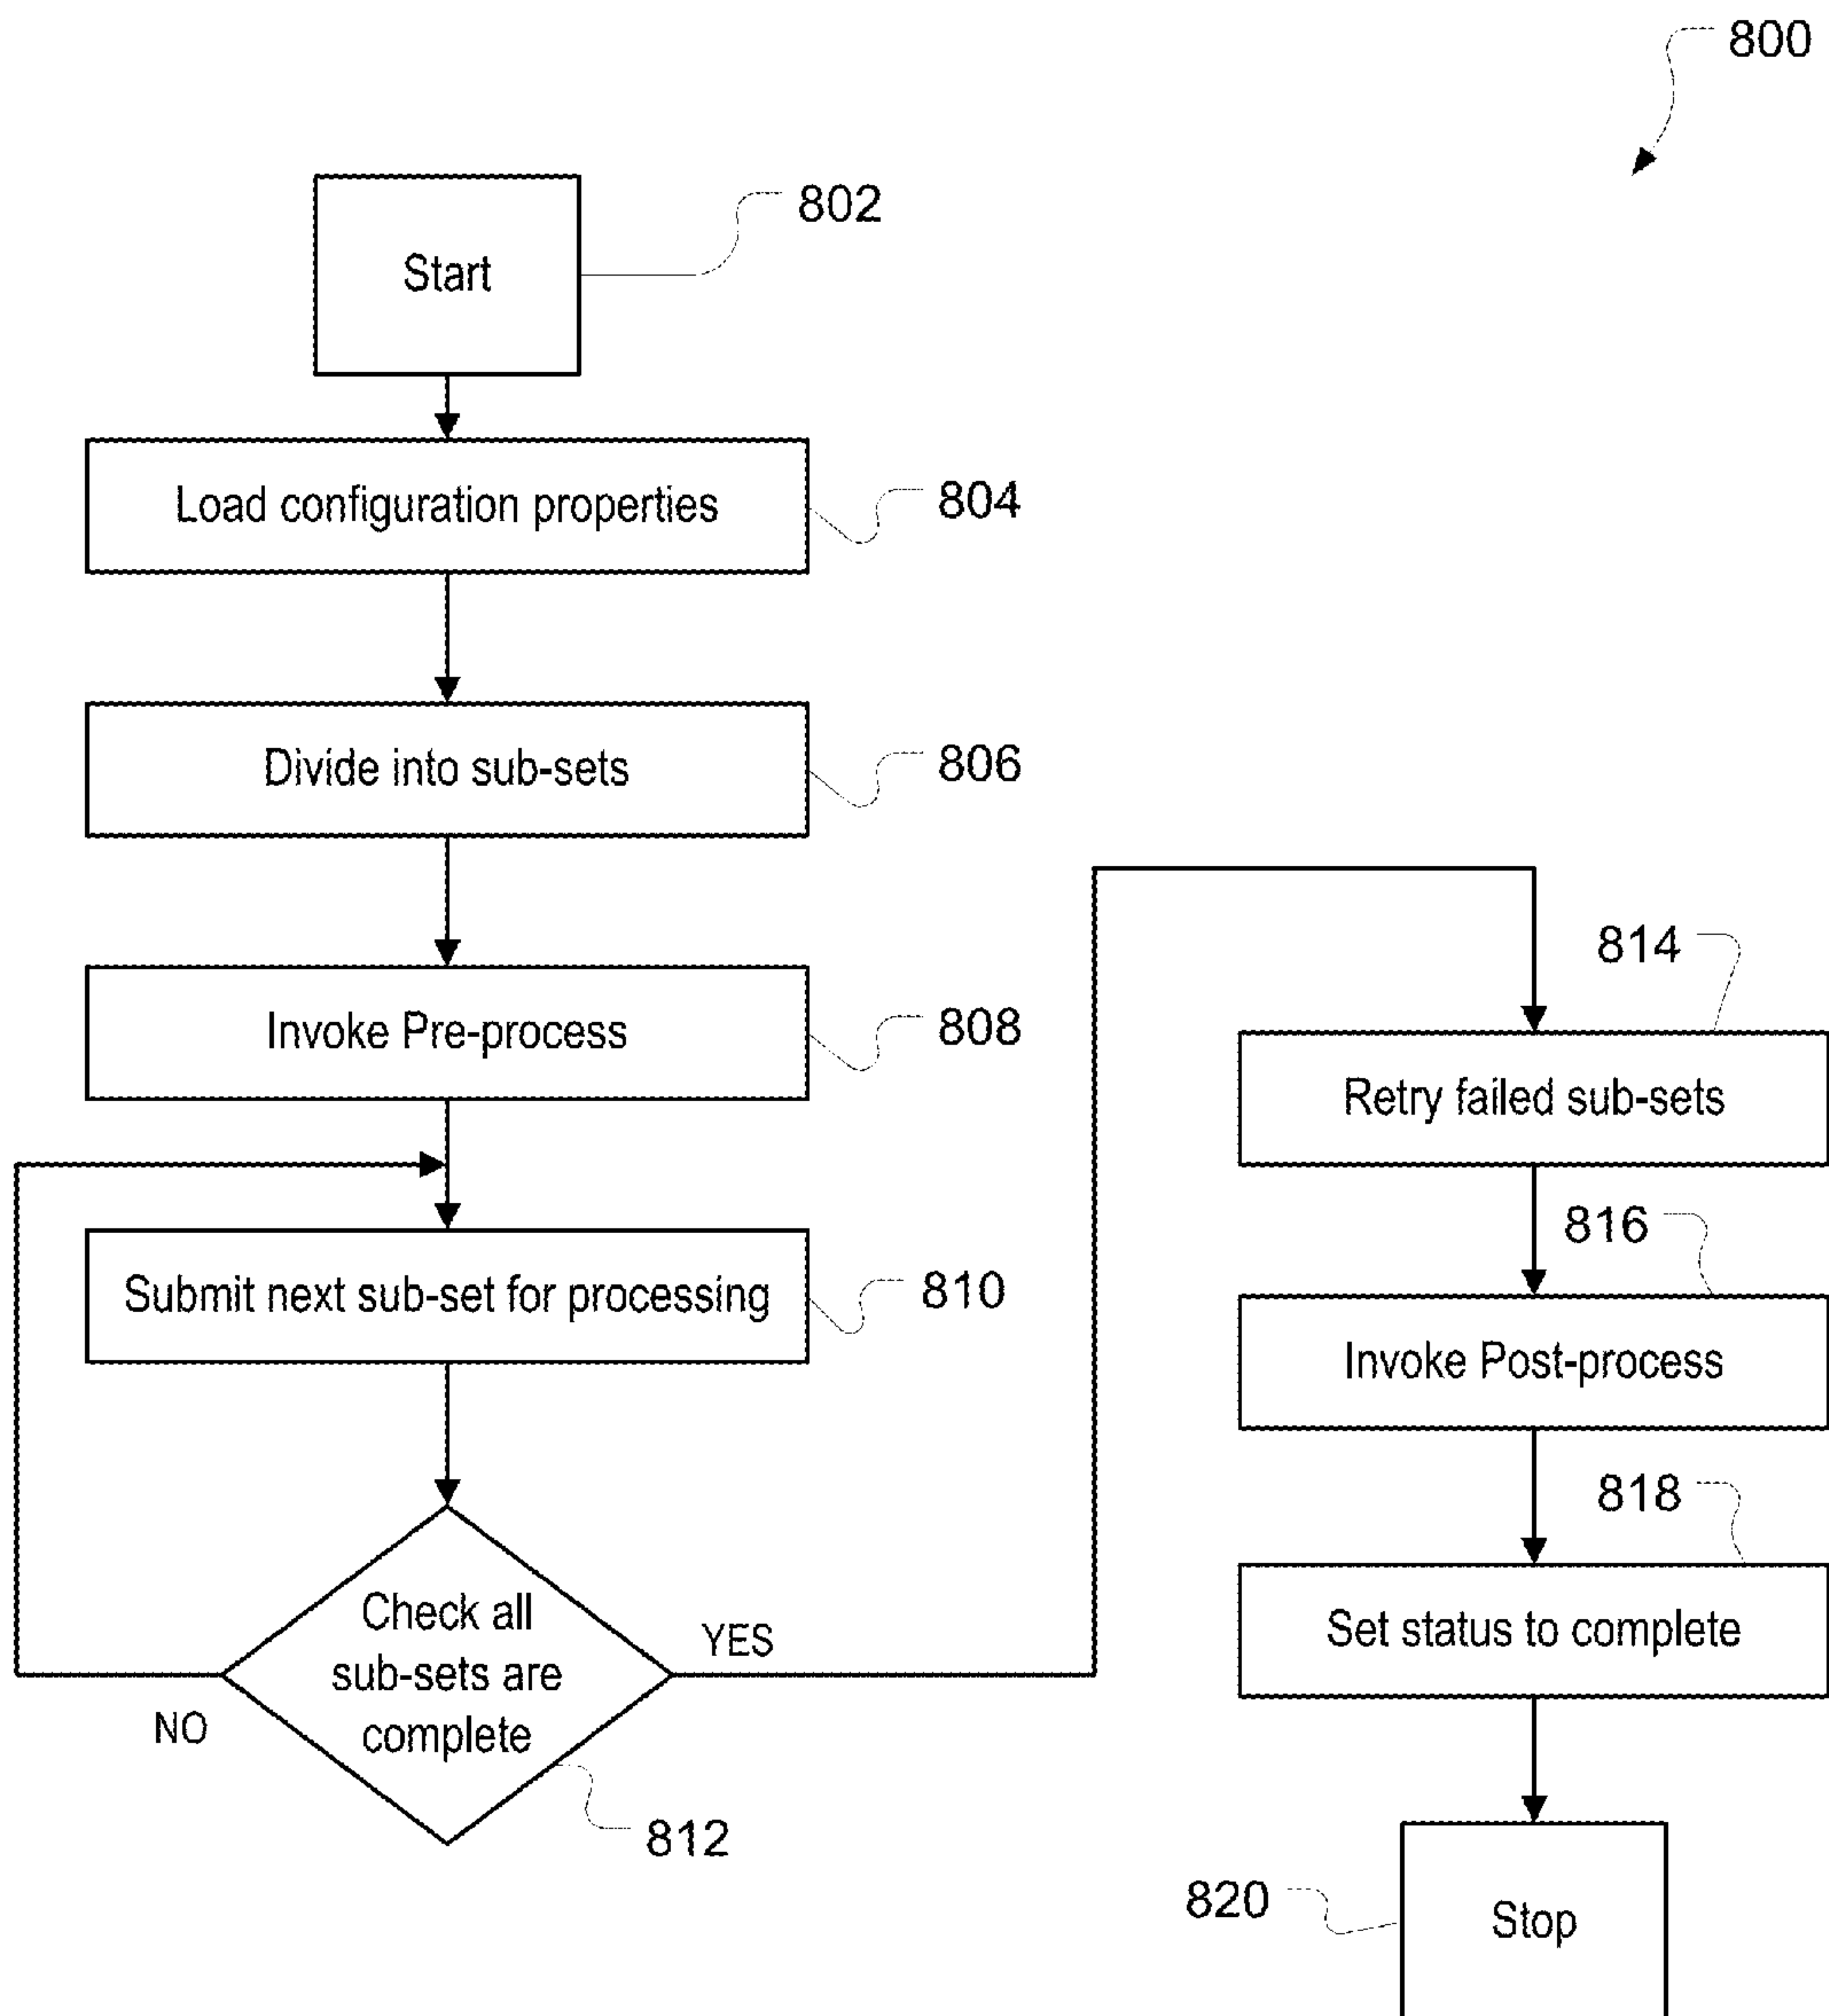 800
Start
802
Load configuration properties
804
Divide into sub-sets
806
Invoke Pre-process
808
Submit next sub-set for processing
810
Check all
sub-sets are
complete
YES
NO
812
814
Retry failed sub-sets
816
Invoke Post-process
818
Set status to complete
820
Stop